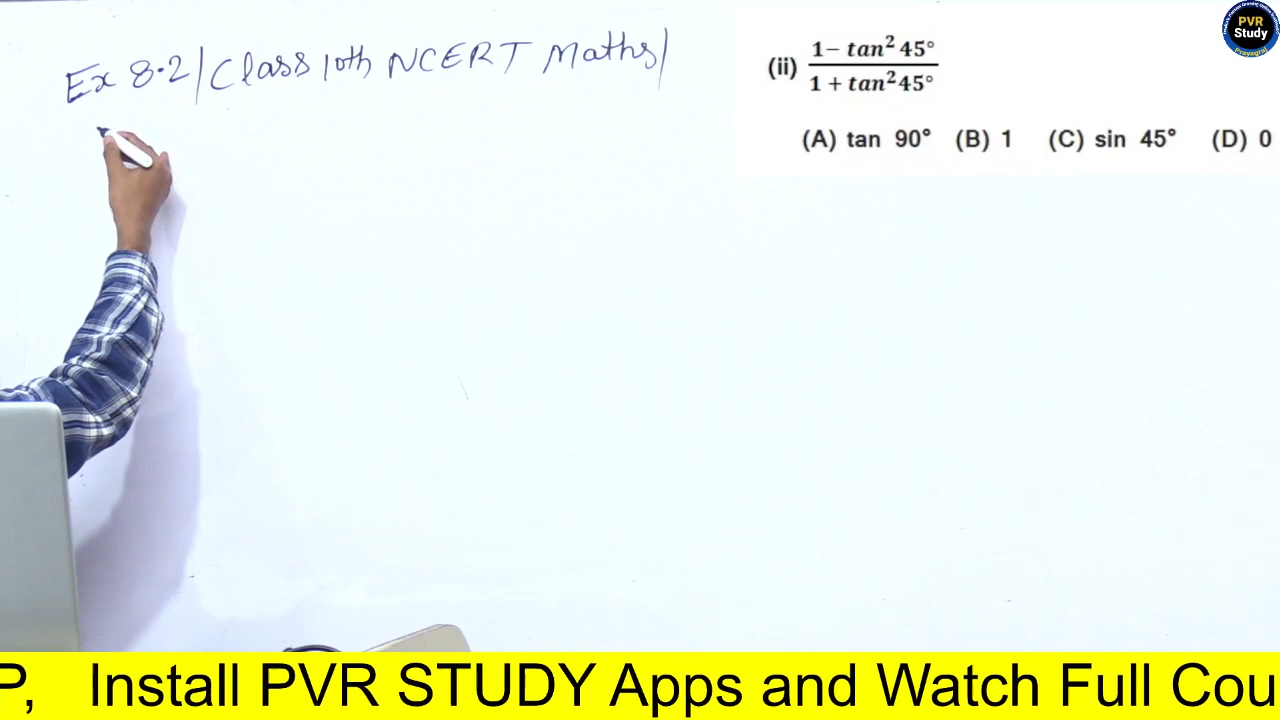 Ex 8.2/Class 10th NCERT Maths/
(ii) 1− tan² 45° / 1 + tan² 45°
(A) tan 90° (B) 1 (C) sin 45° (D) 0
PVR
Study
Prayagraj
P, Install PVR STUDY Apps and Watch Full Cou